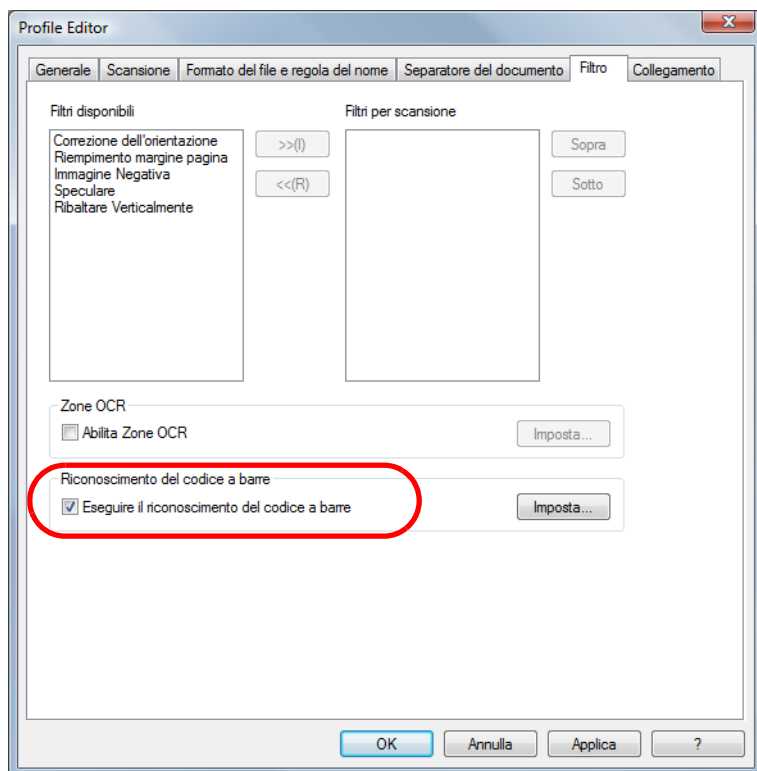 Profile Editor
x
Generale Scansione Formato del file e regola del nome Separatore del documento Filtro Collegamento
Filtri disponibili Filtri per scansione
Correzione dell'orientazione
Riempimento margine pagina
Immagine Negativa
Speculare
Ribaltare Verticalmente
>>(I)
<<(R)
Sopra
Sotto
Zone OCR
Abilita Zone OCR Imposta...
Riconoscimento del codice a barre
Eseguire il riconoscimento del codice a barre Imposta...
OK Annulla Applica ?